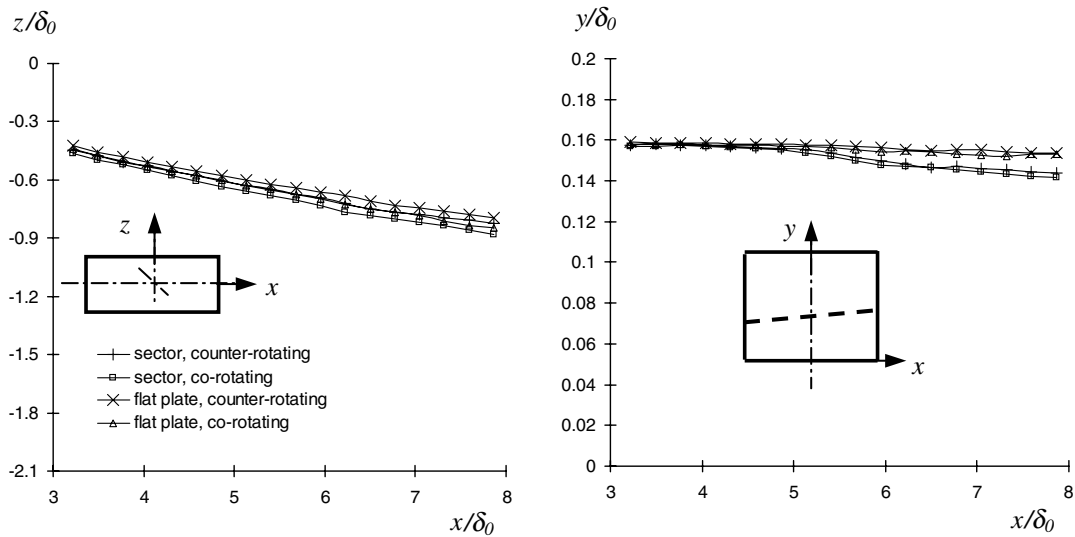 z/δ0
0
-0.3
-0.6
-0.9
-1.2
-1.5
-1.8
-2.1
3 4 5 6 7 8
x/δ0
z
x
sector, counter-rotating
sector, co-rotating
flat plate, counter-rotating
flat plate, co-rotating
y/δ0
0.2
0.18
0.16
0.14
0.12
0.1
0.08
0.06
0.04
0.02
0
3 4 5 6 7 8
x/δ0
y
x